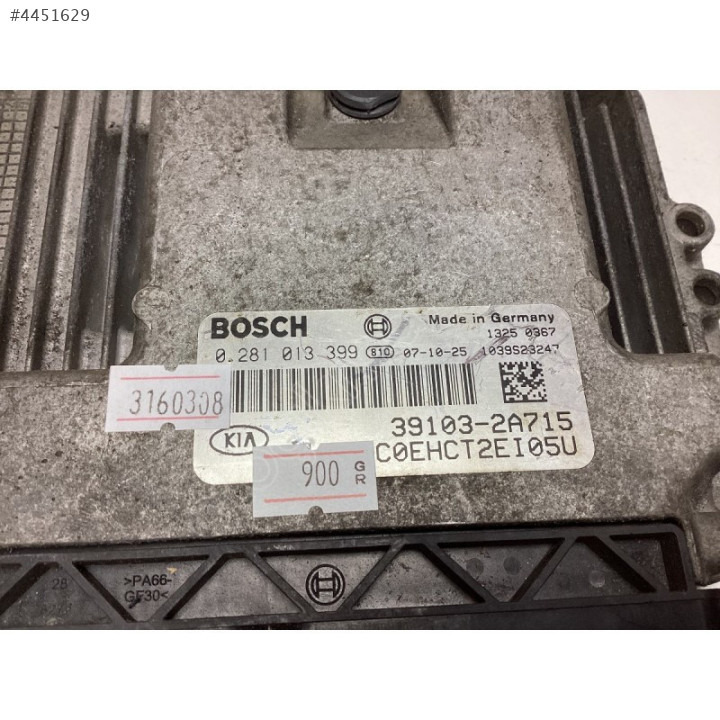 #4451629
BOSCH Made in Germany
1325 0367
0 281 013 399 810 07-10-25 1039S23247
3160308
39103-2A715
KIA C0EHCT2EI05U
900 GR
>PA66-
GF30<
28